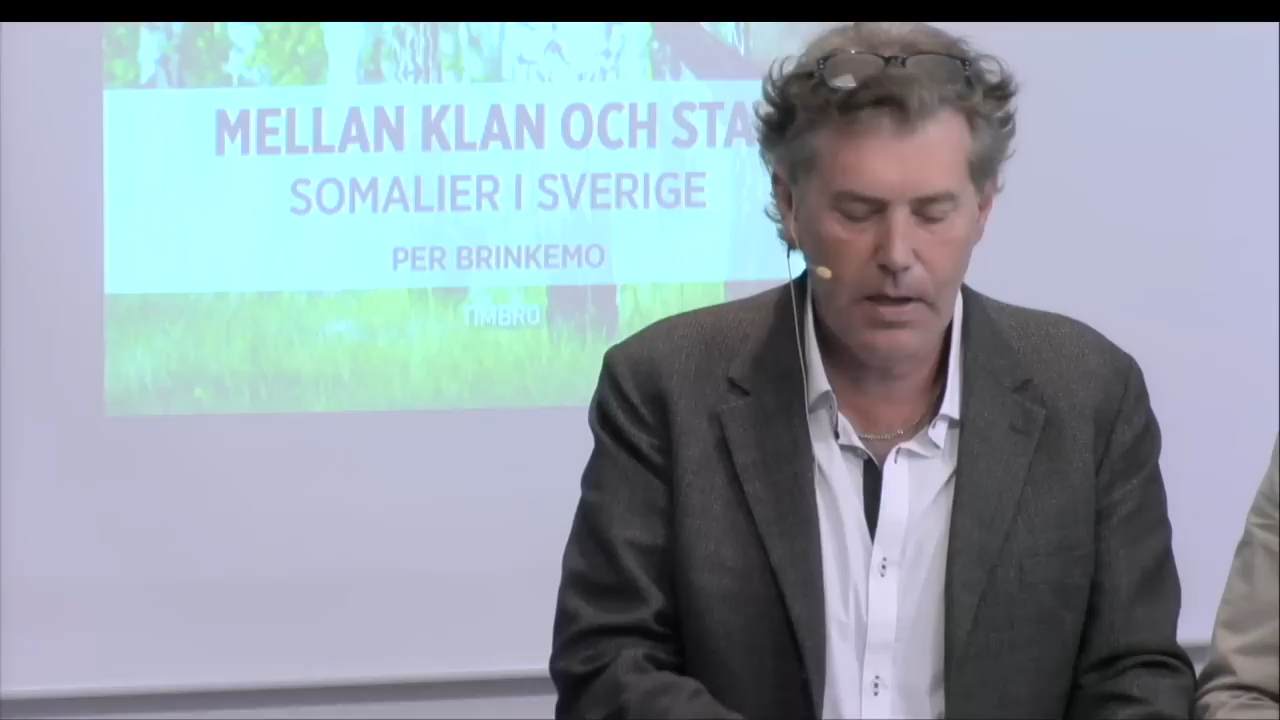 MELLAN KLAN OCH STA
SOMALIER I SVERIGE
PER BRINKEMO
TIMBRO